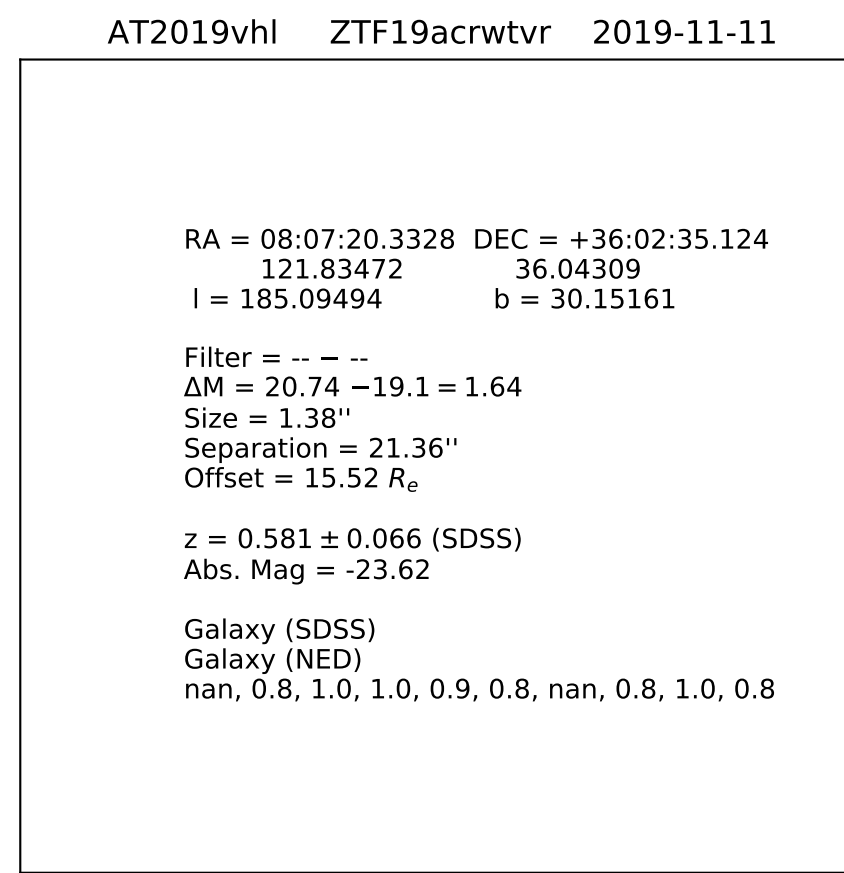 AT2019vhl ZTF19acrwtvr 2019-11-11
RA = 08:07:20.3328 DEC = +36:02:35.124
121.83472 36.04309
l = 185.09494 b = 30.15161
Filter = -- − --
ΔM = 20.74 −19.1 = 1.64
Size = 1.38''
Separation = 21.36''
Offset = 15.52 Rₑ
z = 0.581 ± 0.066 (SDSS)
Abs. Mag = -23.62
Galaxy (SDSS)
Galaxy (NED)
nan, 0.8, 1.0, 1.0, 0.9, 0.8, nan, 0.8, 1.0, 0.8